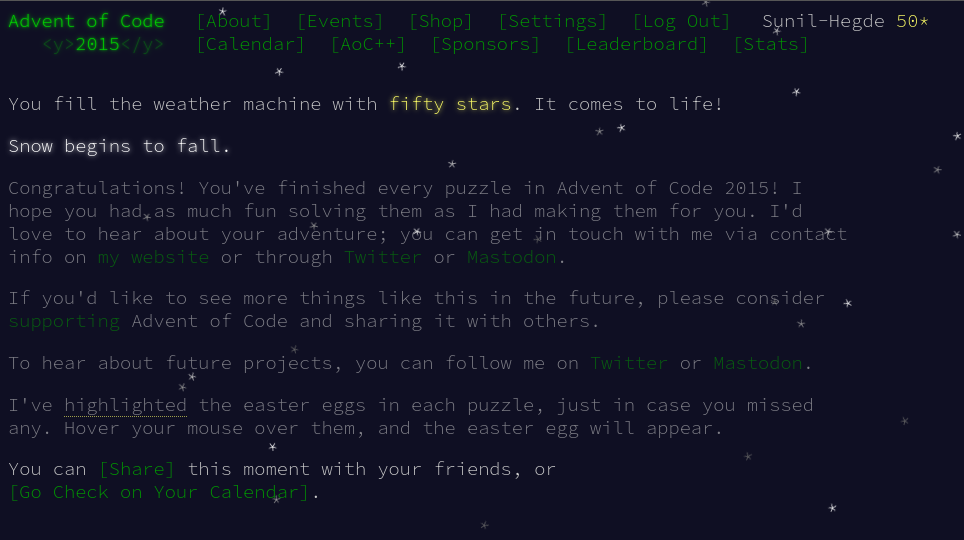 Advent of Code [About] [Events] [Shop] [Settings] [Log Out] Sunil-Hegde 50*
<y>2015</y> [Calendar] [AoC++] [Sponsors] [Leaderboard] [Stats]
You fill the weather machine with fifty stars. It comes to life!
Snow begins to fall.
Congratulations! You've finished every puzzle in Advent of Code 2015! I
hope you had as much fun solving them as I had making them for you. I'd
love to hear about your adventure; you can get in touch with me via contact
info on my website or through Twitter or Mastodon.
If you'd like to see more things like this in the future, please consider
supporting Advent of Code and sharing it with others.
To hear about future projects, you can follow me on Twitter or Mastodon.
I've highlighted the easter eggs in each puzzle, just in case you missed
any. Hover your mouse over them, and the easter egg will appear.
You can [Share] this moment with your friends, or
[Go Check on Your Calendar].